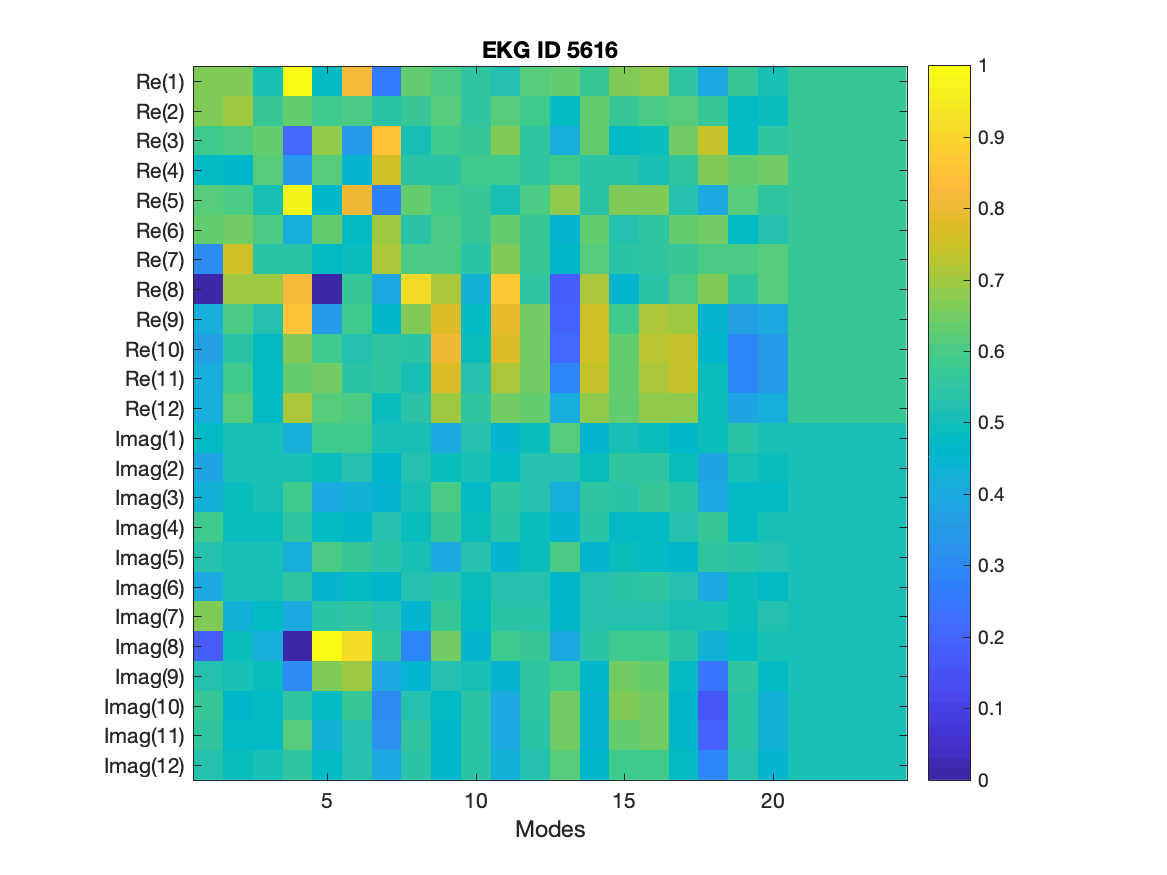 EKG ID 5616
Re(1)
Re(2)
Re(3)
Re(4)
Re(5)
Re(6)
Re(7)
Re(8)
Re(9)
Re(10)
Re(11)
Re(12)
Imag(1)
Imag(2)
Imag(3)
Imag(4)
Imag(5)
Imag(6)
Imag(7)
Imag(8)
Imag(9)
Imag(10)
Imag(11)
Imag(12)
5 10 15 20
Modes
1
0.9
0.8
0.7
0.6
0.5
0.4
0.3
0.2
0.1
0